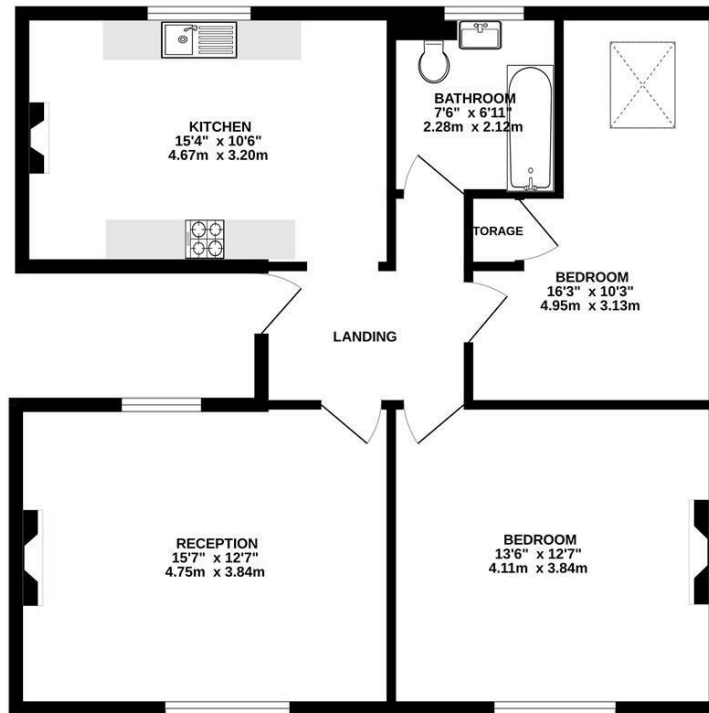 KITCHEN
15'4" x 10'6"
4.67m x 3.20m
BATHROOM
7'6" x 6'11"
2.28m x 2.12m
TORAGE
BEDROOM
16'3" x 10'3"
4.95m x 3.13m
LANDING
RECEPTION
15'7" x 12'7"
4.75m x 3.84m
BEDROOM
13'6" x 12'7"
4.11m x 3.84m